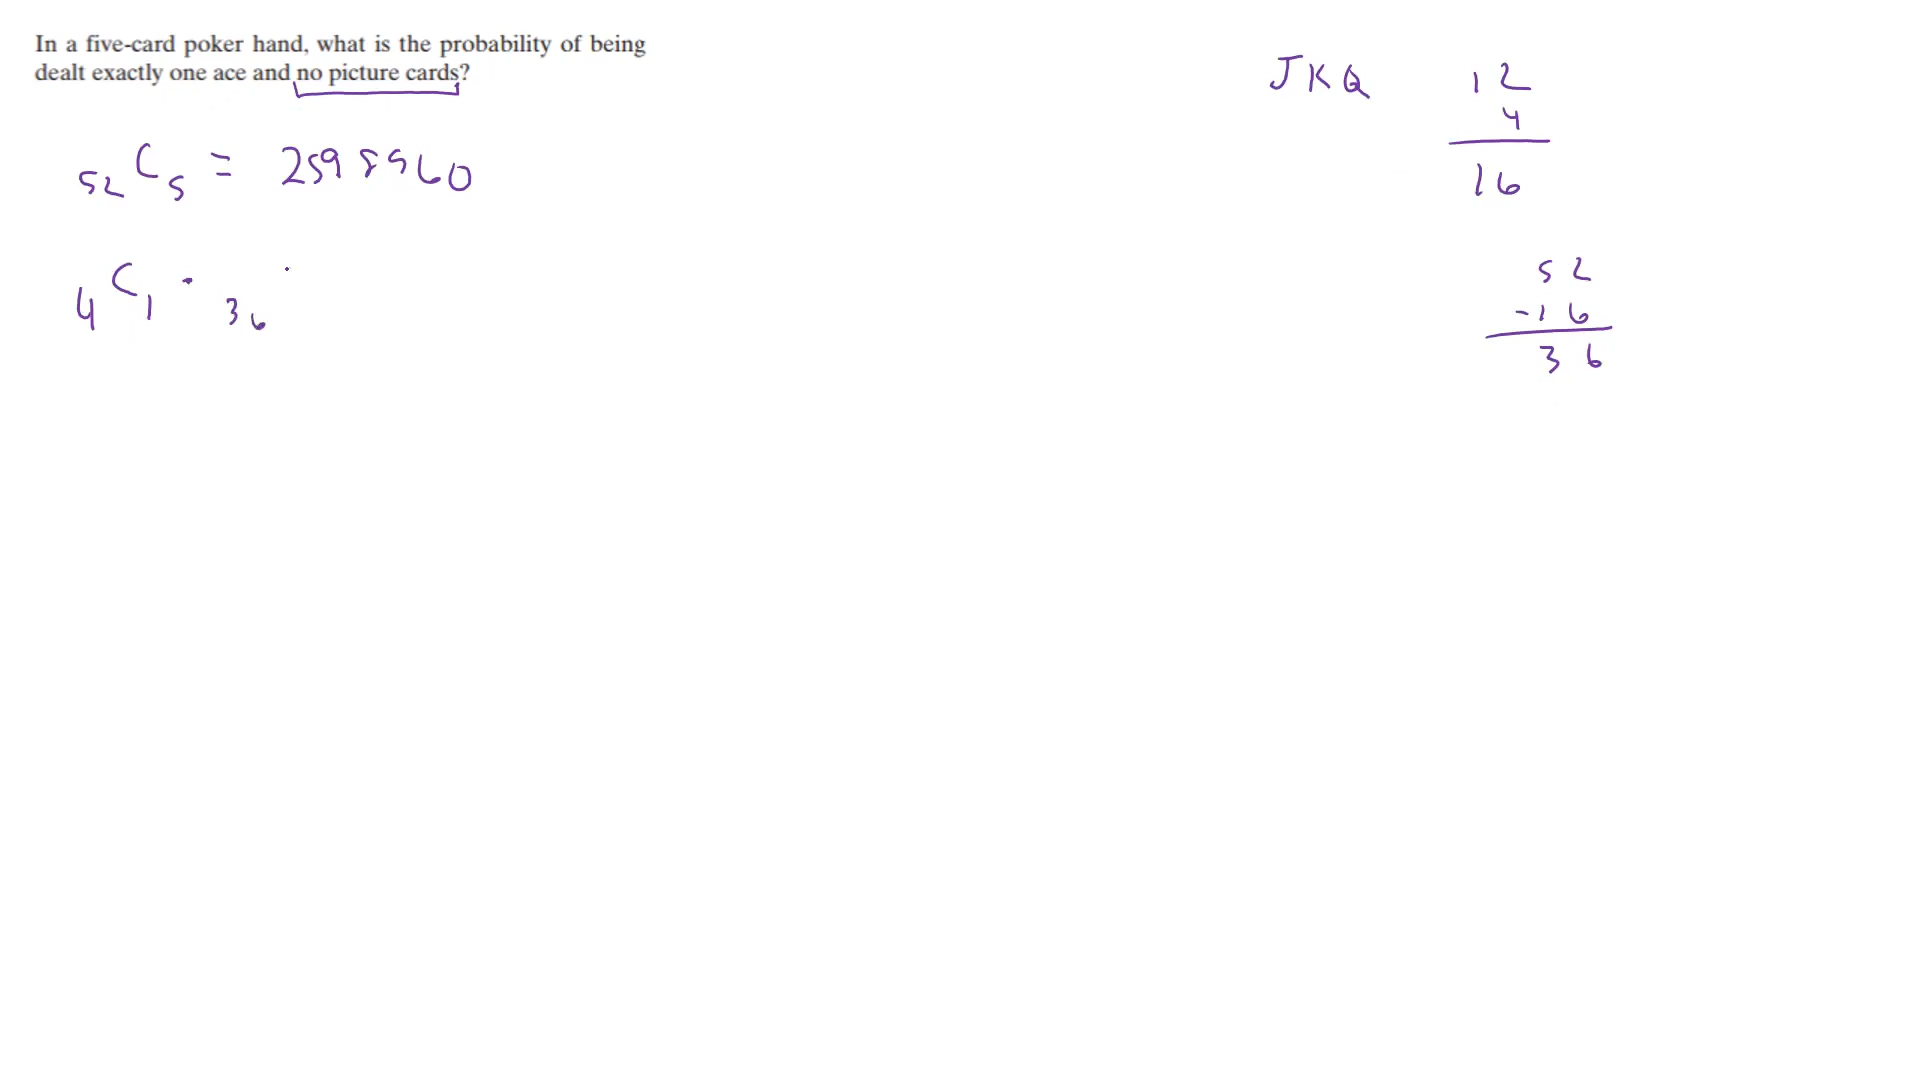 In a five-card poker hand, what is the probability of being
dealt exactly one ace and no picture cards?
JKQ
12
4
16
52C5 = 2598960
52
-16
36
4C1 · 36